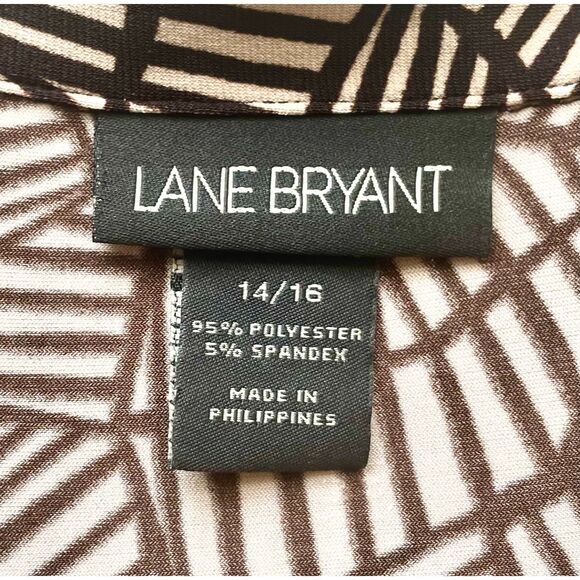 LANE BRYANT
14/16
95% POLYESTER
5% SPANDEX
MADE IN
PHILIPPINES